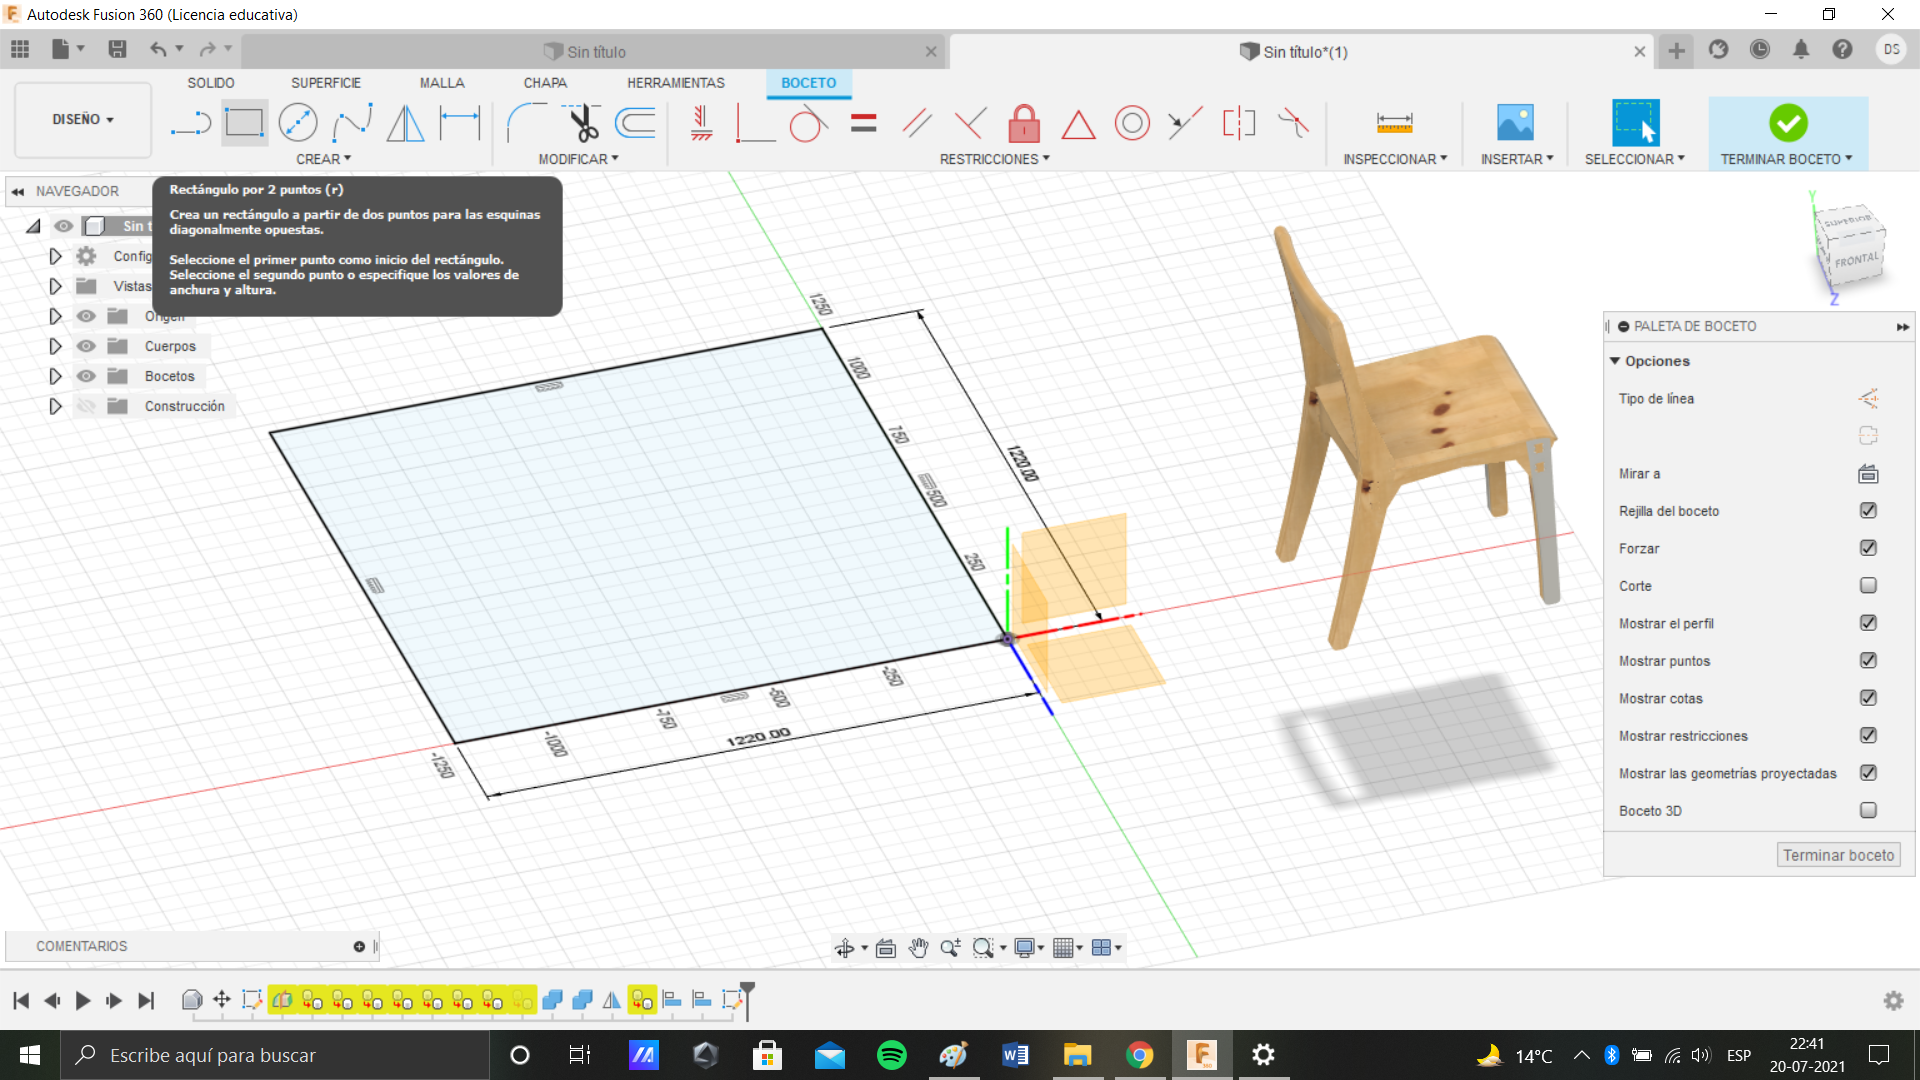 Autodesk Fusion 360 (Licencia educativa)
Sin título
Sin título*(1)
DS
DISEÑO
SOLIDO
SUPERFICIE
MALLA
CHAPA
HERRAMIENTAS
BOCETO
CREAR
MODIFICAR
RESTRICCIONES
INSPECCIONAR
INSERTAR
SELECCIONAR
TERMINAR BOCETO
NAVEGADOR
Sin t
Config
Vistas
Origen
Cuerpos
Bocetos
Construcción
Rectángulo por 2 puntos (r)
Crea un rectángulo a partir de dos puntos para las esquinas
diagonalmente opuestas.
Seleccione el primer punto como inicio del rectángulo.
Seleccione el segundo punto o especifique los valores de
anchura y altura.
1250
1000
750
500
250
1220.00
-250
-500
-750
-1000
-1250
1220.00
Y
SUPERIOR
FRONTAL
Z
PALETA DE BOCETO
Opciones
Tipo de línea
Mirar a
Rejilla del boceto
Forzar
Corte
Mostrar el perfil
Mostrar puntos
Mostrar cotas
Mostrar restricciones
Mostrar las geometrías proyectadas
Boceto 3D
Terminar boceto
COMENTARIOS
Escribe aquí para buscar
14°C
ESP
22:41
20-07-2021